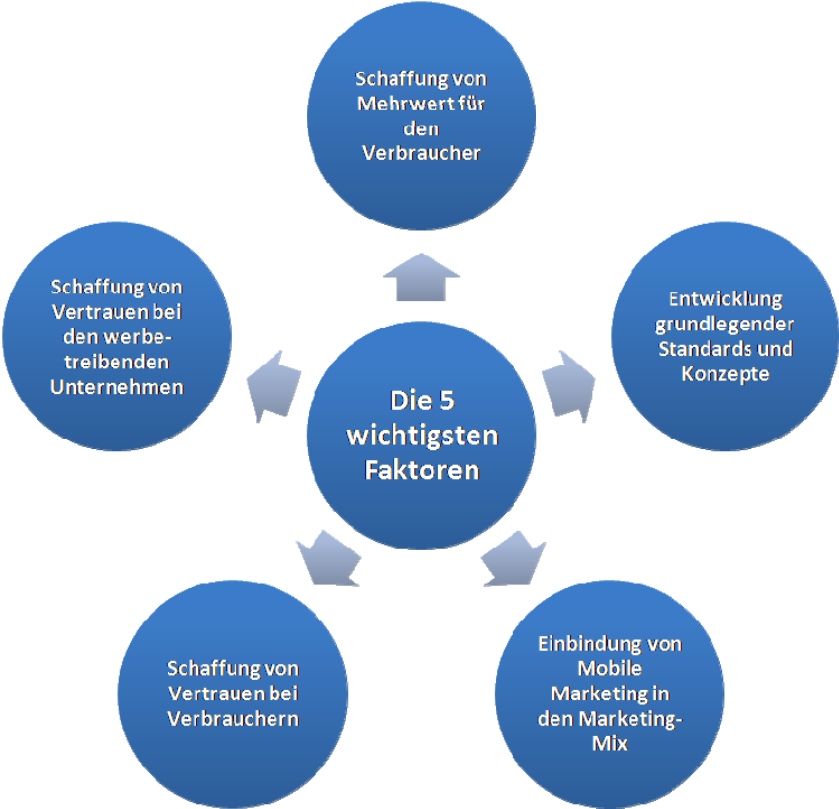 Schaffung von
Mehrwert für
den
Verbraucher
Schaffung von
Vertrauen bei
den werbe-
treibenden
Unternehmen
Entwicklung
grundlegender
Standards und
Konzepte
Die 5
wichtigsten
Faktoren
Schaffung von
Vertrauen bei
Verbrauchern
Einbindung von
Mobile
Marketing in
den Marketing-
Mix